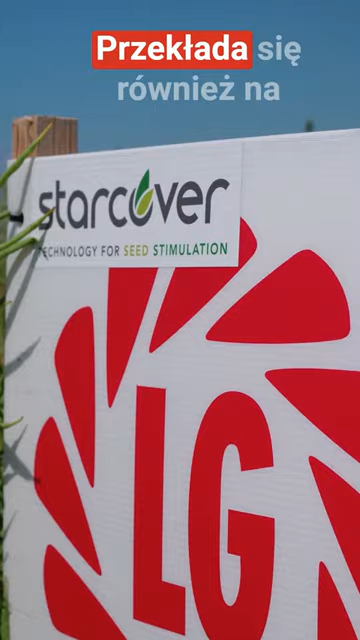 Przekłada się
również na
starcover
TECHNOLOGY FOR SEED STIMULATION
LG